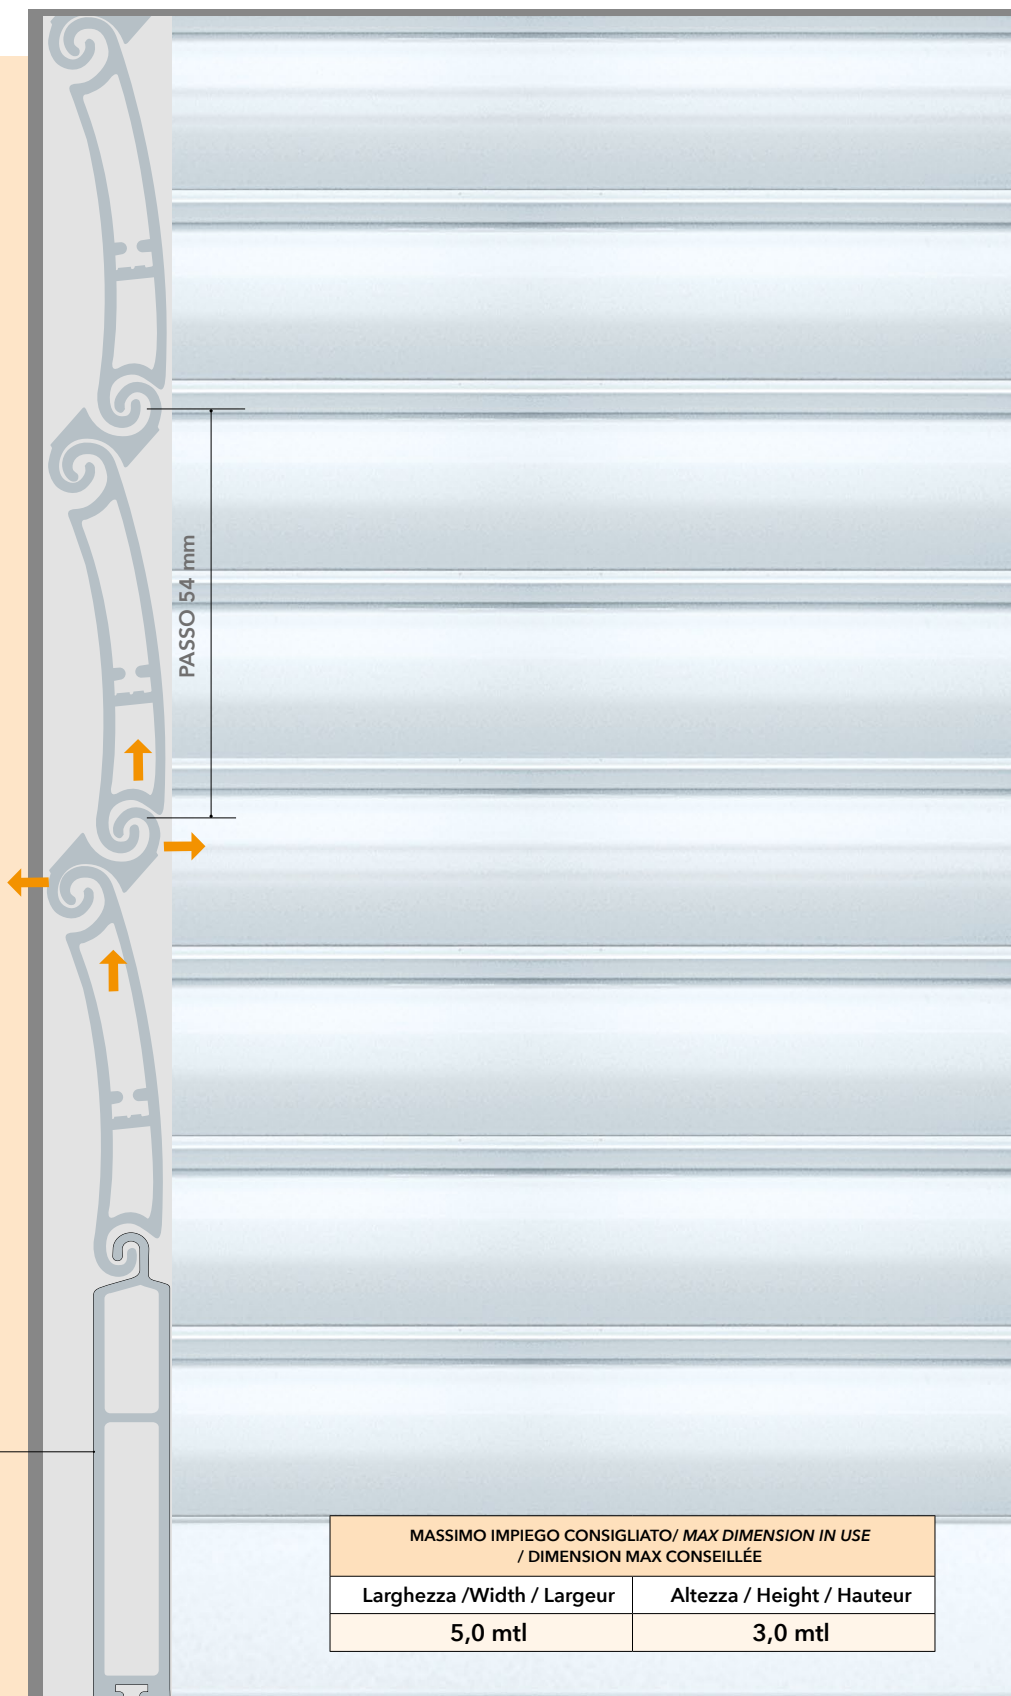 PASSO 54 mm
MASSIMO IMPIEGO CONSIGLIATO/ MAX DIMENSION IN USE
/ DIMENSION MAX CONSEILLÉE
Larghezza /Width / Largeur
Altezza / Height / Hauteur
5,0 mtl
3,0 mtl